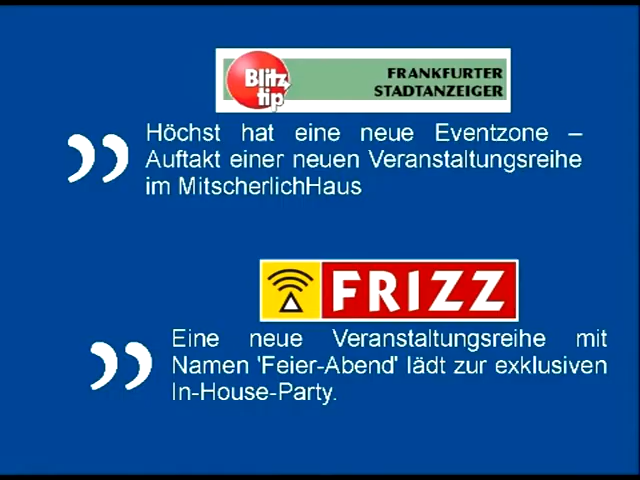 Blitz
tip
FRANKFURTER
STADTANZEIGER
” Höchst hat eine neue Eventzone –
Auftakt einer neuen Veranstaltungsreihe
im MitscherlichHaus
FRIZZ
” Eine neue Veranstaltungsreihe mit
Namen 'Feier-Abend' lädt zur exklusiven
In-House-Party.